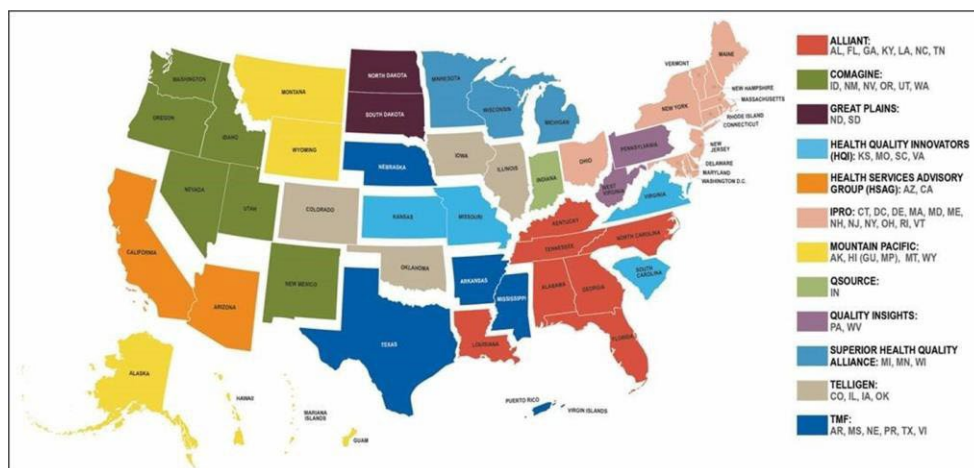 WASHINGTON
OREGON
IDAHO
MONTANA
WYOMING
NEVADA
UTAH
CALIFORNIA
ARIZONA
COLORADO
NEW MEXICO
NORTH DAKOTA
SOUTH DAKOTA
NEBRASKA
KANSAS
OKLAHOMA
TEXAS
MINNESOTA
WISCONSIN
MICHIGAN
IOWA
ILLINOIS
INDIANA
OHIO
MISSOURI
ARKANSAS
LOUISIANA
MISSISSIPPI
KENTUCKY
TENNESSEE
ALABAMA
GEORGIA
FLORIDA
NORTH CAROLINA
SOUTH CAROLINA
VIRGINIA
WEST
VIRGINIA
PENNSYLVANIA
NEW YORK
VERMONT
MAINE
NEW HAMPSHIRE
MASSACHUSETTS
RHODE ISLAND
CONNECTICUT
NEW
JERSEY
DELAWARE
MARYLAND
WASHINGTON D.C.
ALASKA
HAWAII
MARIANA
ISLANDS
GUAM
PUERTO RICO
VIRGIN ISLANDS
ALLIANT:
AL, FL, GA, KY, LA, NC, TN
COMAGINE:
ID, NM, NV, OR, UT, WA
GREAT PLAINS:
ND, SD
HEALTH QUALITY INNOVATORS
(HQI): KS, MO, SC, VA
HEALTH SERVICES ADVISORY
GROUP (HSAG): AZ, CA
IPRO: CT, DC, DE, MA, MD, ME,
NH, NJ, NY, OH, RI, VT
MOUNTAIN PACIFIC:
AK, HI (GU, MP), MT, WY
QSOURCE:
IN
QUALITY INSIGHTS:
PA, WV
SUPERIOR HEALTH QUALITY
ALLIANCE: MI, MN, WI
TELLIGEN:
CO, IL, IA, OK
TMF:
AR, MS, NE, PR, TX, VI